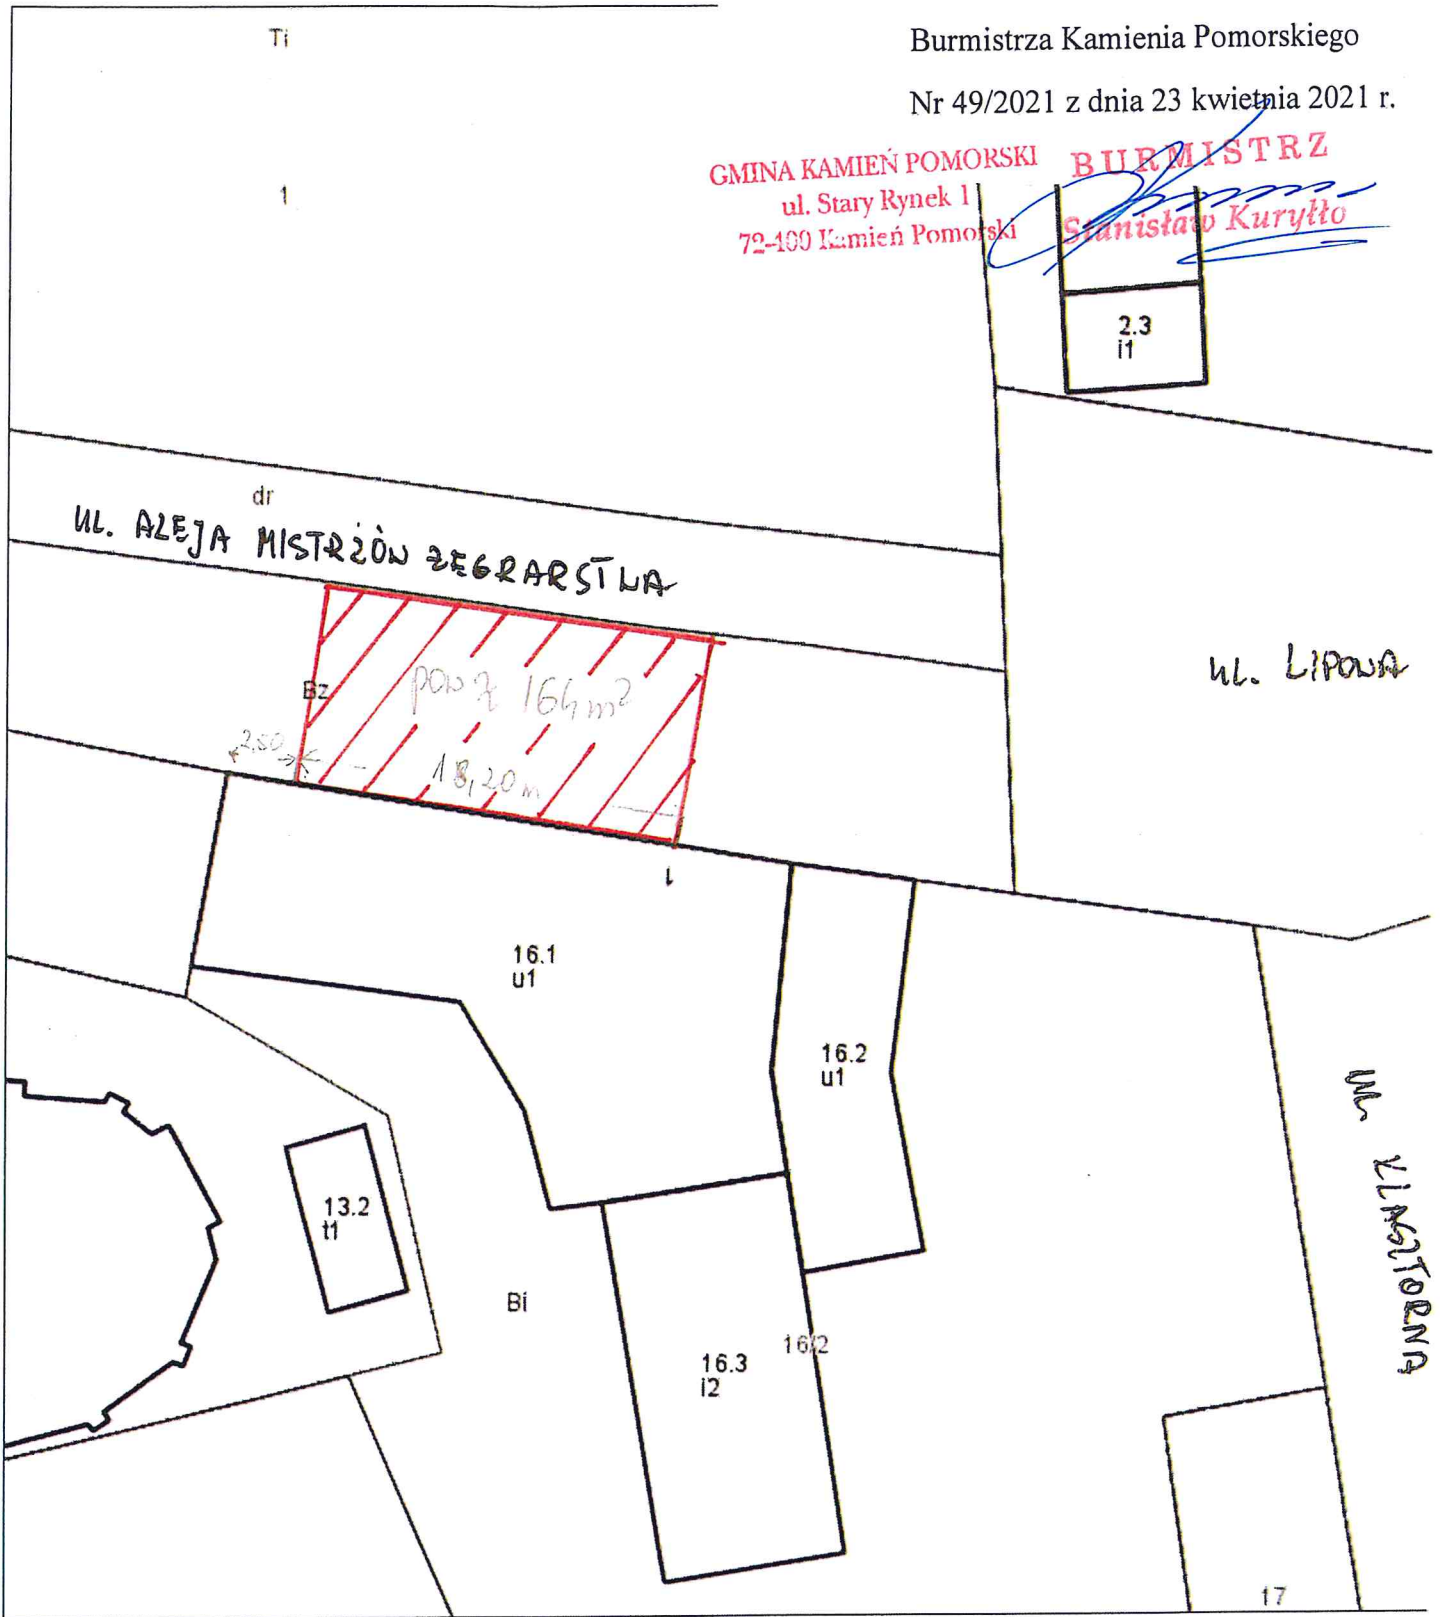 Ti
Burmistrza Kamienia Pomorskiego
Nr 49/2021 z dnia 23 kwietnia 2021 r.
GMINA KAMIEŃ POMORSKI
ul. Stary Rynek 1
72-400 Kamień Pomorski
BURMISTRZ
Stanisław Kuryłło
1
2.3
i1
dr
UL. ALEJA MISTRZÓW ŻEGLARSTWA
UL. LIPOWA
Bz
164 m²
2,50
18,20 m
16.1
u1
16.2
u1
UL. KLASZTORNA
13.2
t1
Bi
16/2
16.3
i2
17